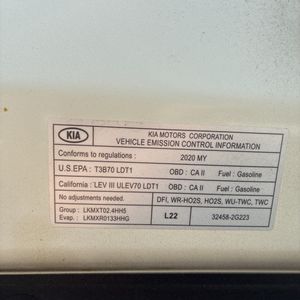 KIA
KIA MOTORS CORPORATION
VEHICLE EMISSION CONTROL INFORMATION
Conforms to regulations: 2020 MY
U.S.EPA : T3B70 LDT1 OBD : CA II Fuel : Gasoline
California : LEV III ULEV70 LDT1 OBD : CA II Fuel : Gasoline
No adjustments needed. DFI, WR-HO2S, HO2S, WU-TWC, TWC
Group : LKMXT02.4HH5
Evap. : LKMXR0133HHG L22 32458-2G223